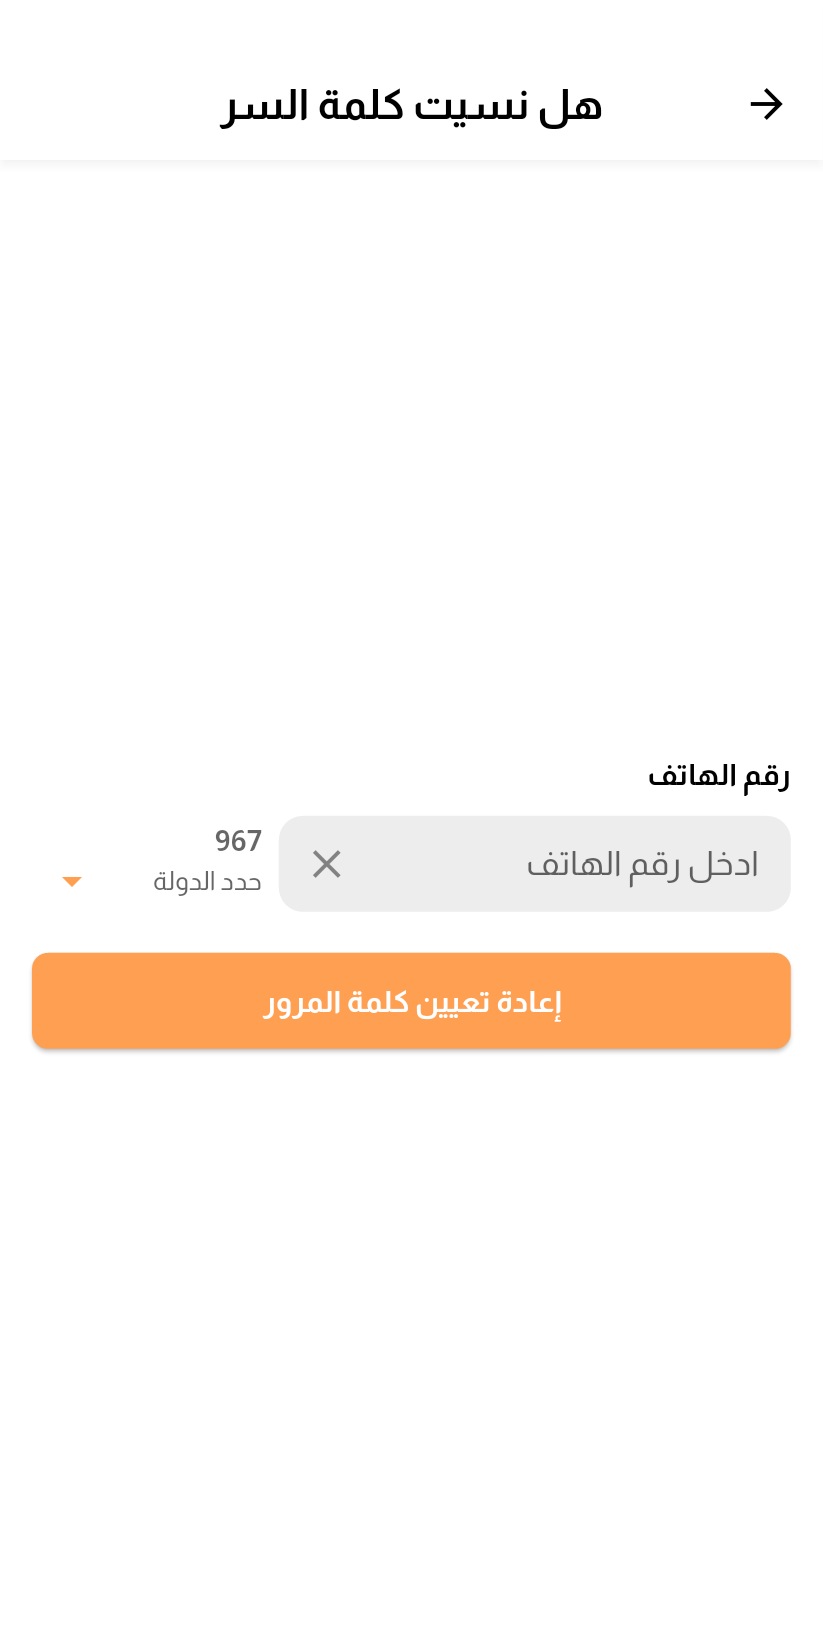 هل نسيت كلمة السر
رقم الهاتف
ادخل رقم الهاتف
967
حدد الدولة
إعادة تعيين كلمة المرور